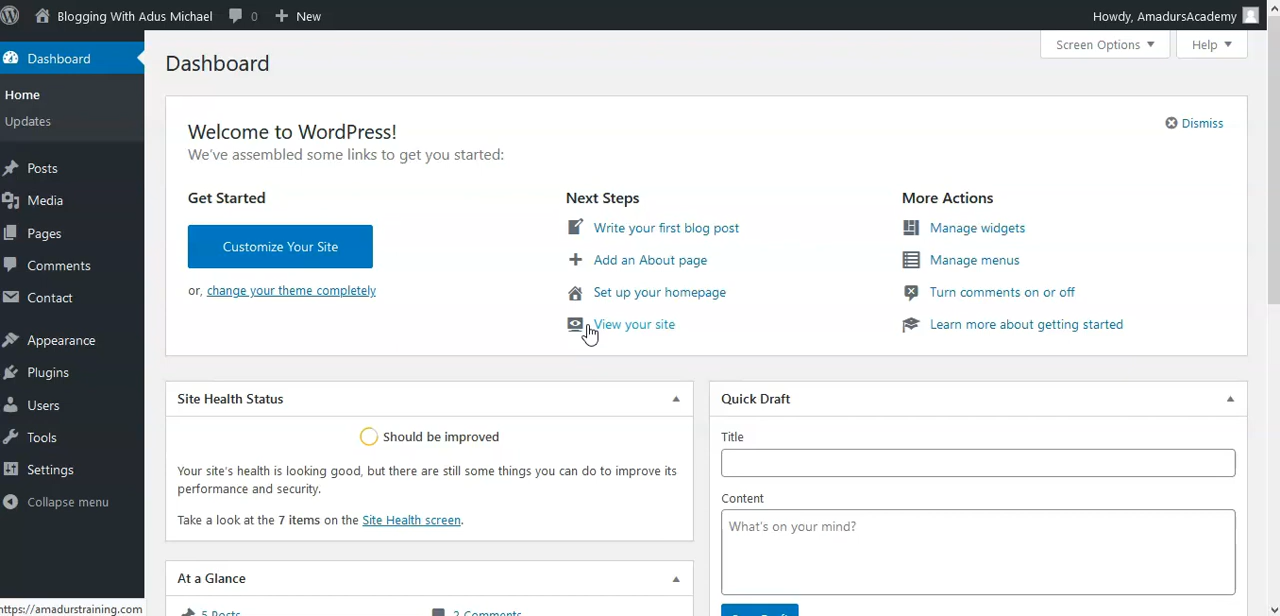 Blogging With Adus Michael 0 New Howdy, AmadursAcademy
Screen Options Help
Dashboard
Home
Updates
Posts
Media
Pages
Comments
Contact
Appearance
Plugins
Users
Tools
Settings
Collapse menu
Dashboard
Welcome to WordPress!
We've assembled some links to get you started:
Dismiss
Get Started
Customize Your Site
or, change your theme completely
Next Steps
Write your first blog post
Add an About page
Set up your homepage
View your site
More Actions
Manage widgets
Manage menus
Turn comments on or off
Learn more about getting started
Site Health Status
Should be improved
Your site's health is looking good, but there are still some things you can do to improve its
performance and security.
Take a look at the 7 items on the Site Health screen.
At a Glance
5 Posts 2 Comments
Quick Draft
Title
Content
What's on your mind?
https://amadurstraining.com